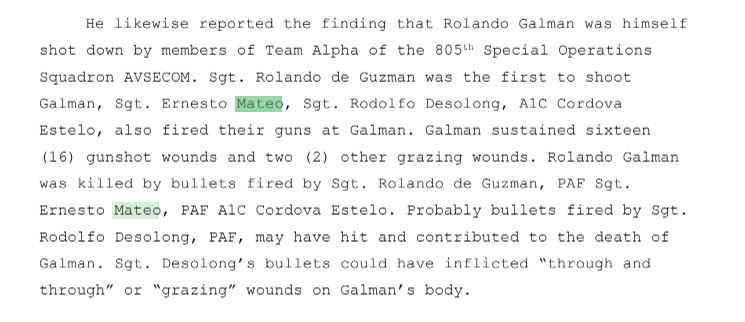 He likewise reported the finding that Rolando Galman was himself
shot down by members of Team Alpha of the 805th Special Operations
Squadron AVSECOM. Sgt. Rolando de Guzman was the first to shoot
Galman, Sgt. Ernesto Mateo, Sgt. Rodolfo Desolong, A1C Cordova
Estelo, also fired their guns at Galman. Galman sustained sixteen
(16) gunshot wounds and two (2) other grazing wounds. Rolando Galman
was killed by bullets fired by Sgt. Rolando de Guzman, PAF Sgt.
Ernesto Mateo, PAF A1C Cordova Estelo. Probably bullets fired by Sgt.
Rodolfo Desolong, PAF, may have hit and contributed to the death of
Galman. Sgt. Desolong’s bullets could have inflicted “through and
through” or “grazing” wounds on Galman’s body.